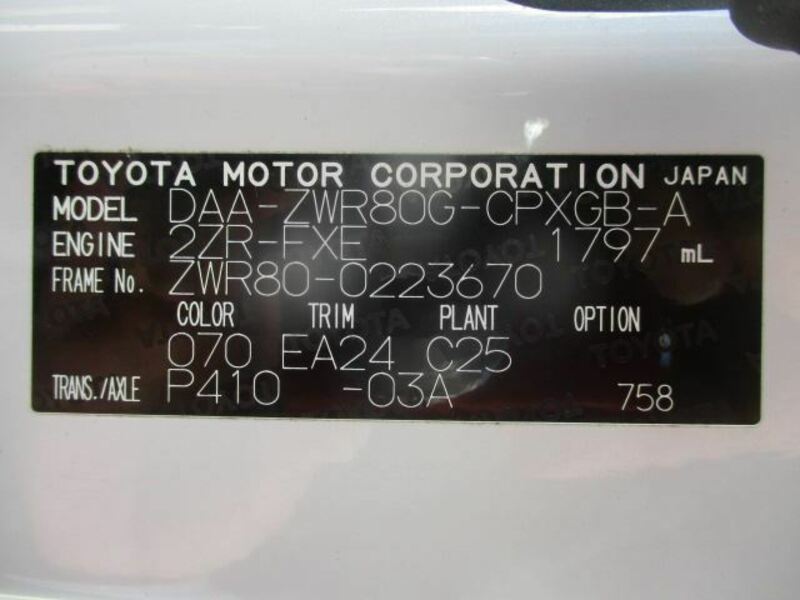 TOYOTA MOTOR CORPORATION JAPAN
MODEL DAA-ZWR80G-CPXGB-A
ENGINE 2ZR-FXE 1797 mL
FRAME No. ZWR80-0223670
COLOR TRIM PLANT OPTION
070 EA24 C25
TRANS./AXLE P410 -03A 758